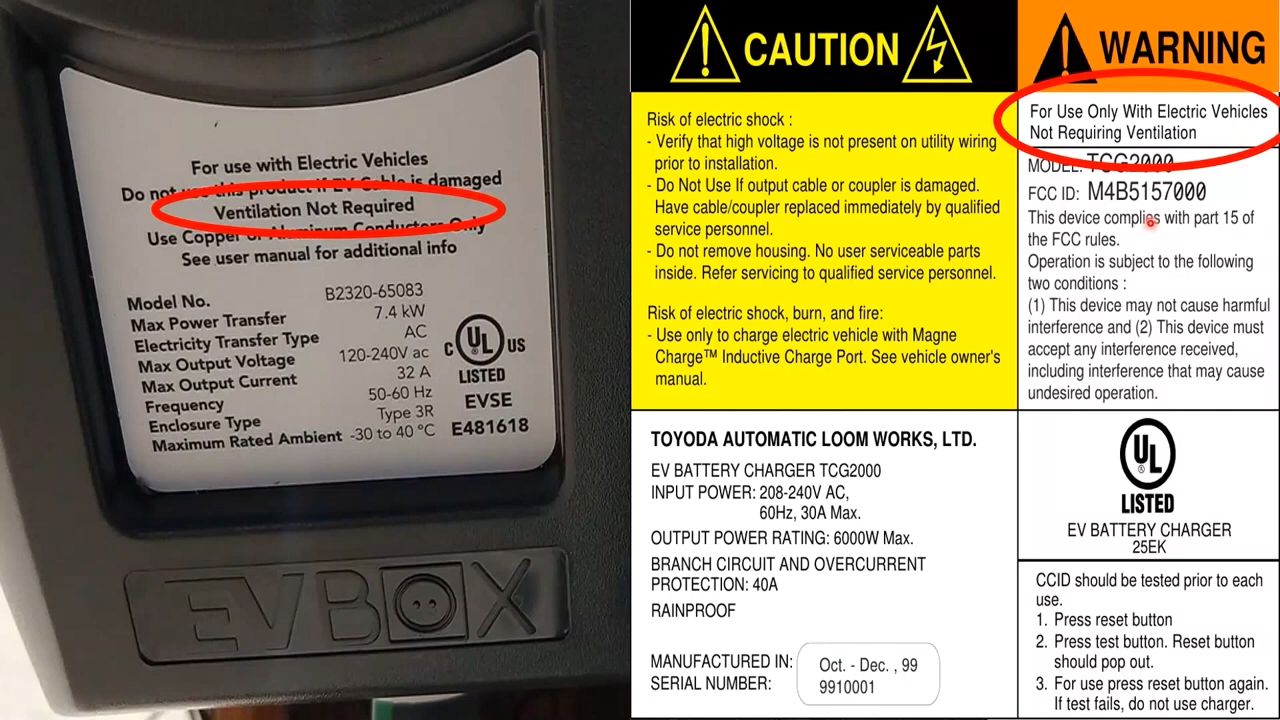 For use with Electric Vehicles
Do not use this product if EV Cable is damaged
Ventilation Not Required
Use Copper or Aluminum Conductors Only
See user manual for additional info
Model No. B2320-65083
Max Power Transfer 7.4 kW
Electricity Transfer Type AC
Max Output Voltage 120-240V ac
Max Output Current 32 A
Frequency 50-60 Hz
Enclosure Type Type 3R
Maximum Rated Ambient -30 to 40 °C
C UL US
LISTED
EVSE
E481618
EVBOX
CAUTION
Risk of electric shock :
- Verify that high voltage is not present on utility wiring
prior to installation.
- Do Not Use If output cable or coupler is damaged.
Have cable/coupler replaced immediately by qualified
service personnel.
- Do not remove housing. No user serviceable parts
inside. Refer servicing to qualified service personnel.
Risk of electric shock, burn, and fire:
- Use only to charge electric vehicle with Magne
Charge™ Inductive Charge Port. See vehicle owner's
manual.
WARNING
For Use Only With Electric Vehicles
Not Requiring Ventilation
MODEL: TCG2000
FCC ID: M4B5157000
This device complies with part 15 of
the FCC rules.
Operation is subject to the following
two conditions :
(1) This device may not cause harmful
interference and (2) This device must
accept any interference received,
including interference that may cause
undesired operation.
TOYODA AUTOMATIC LOOM WORKS, LTD.
EV BATTERY CHARGER TCG2000
INPUT POWER: 208-240V AC,
60Hz, 30A Max.
OUTPUT POWER RATING: 6000W Max.
BRANCH CIRCUIT AND OVERCURRENT
PROTECTION: 40A
RAINPROOF
MANUFACTURED IN: Oct. - Dec. , 99
SERIAL NUMBER: 9910001
UL
LISTED
EV BATTERY CHARGER
25EK
CCID should be tested prior to each
use.
1. Press reset button
2. Press test button. Reset button
should pop out.
3. For use press reset button again.
If test fails, do not use charger.